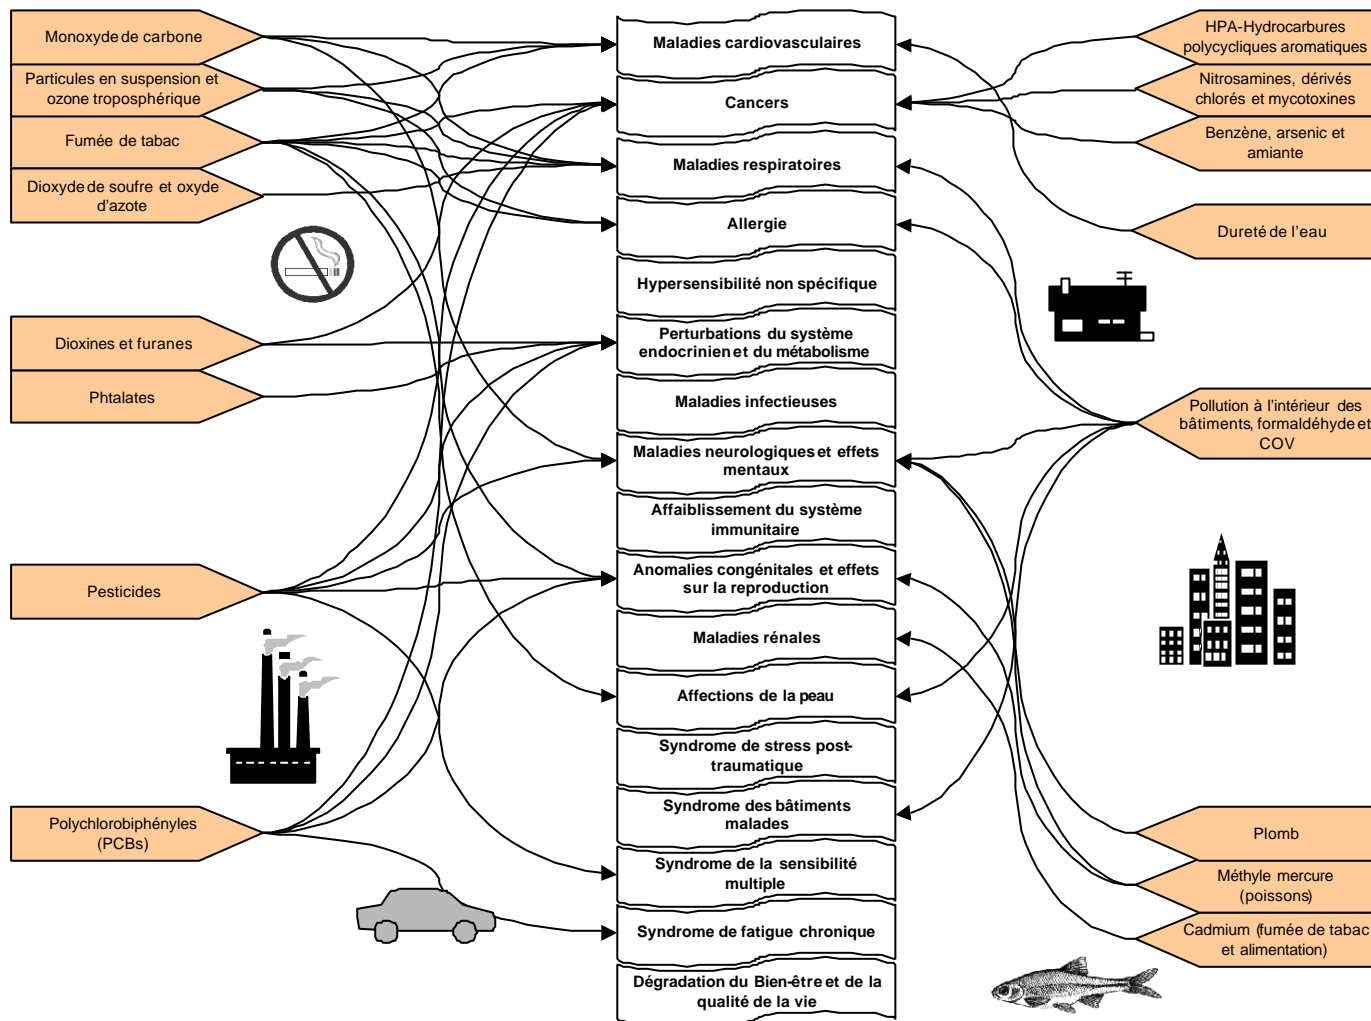 Monoxyde de carbone
Particules en suspension et
ozone troposphérique
Fumée de tabac
Dioxyde de soufre et oxyde
d'azote
Dioxines et furanes
Phtalates
Pesticides
Polychlorobiphényles
(PCBs)
Maladies cardiovasculaires
Cancers
Maladies respiratoires
Allergie
Hypersensibilité non spécifique
Perturbations du système
endocrinien et du métabolisme
Maladies infectieuses
Maladies neurologiques et effets
mentaux
Affaiblissement du système
immunitaire
Anomalies congénitales et effets
sur la reproduction
Maladies rénales
Affections de la peau
Syndrome de stress post-
traumatique
Syndrome des bâtiments
malades
Syndrome de la sensibilité
multiple
Syndrome de fatigue chronique
Dégradation du Bien-être et de la
qualité de la vie
HPA-Hydrocarbures
polycycliques aromatiques
Nitrosamines, dérivés
chlorés et mycotoxines
Benzène, arsenic et
amiante
Dureté de l'eau
Pollution à l'intérieur des
bâtiments, formaldéhyde et
COV
Plomb
Méthyle mercure
(poissons)
Cadmium (fumée de tabac
et alimentation)